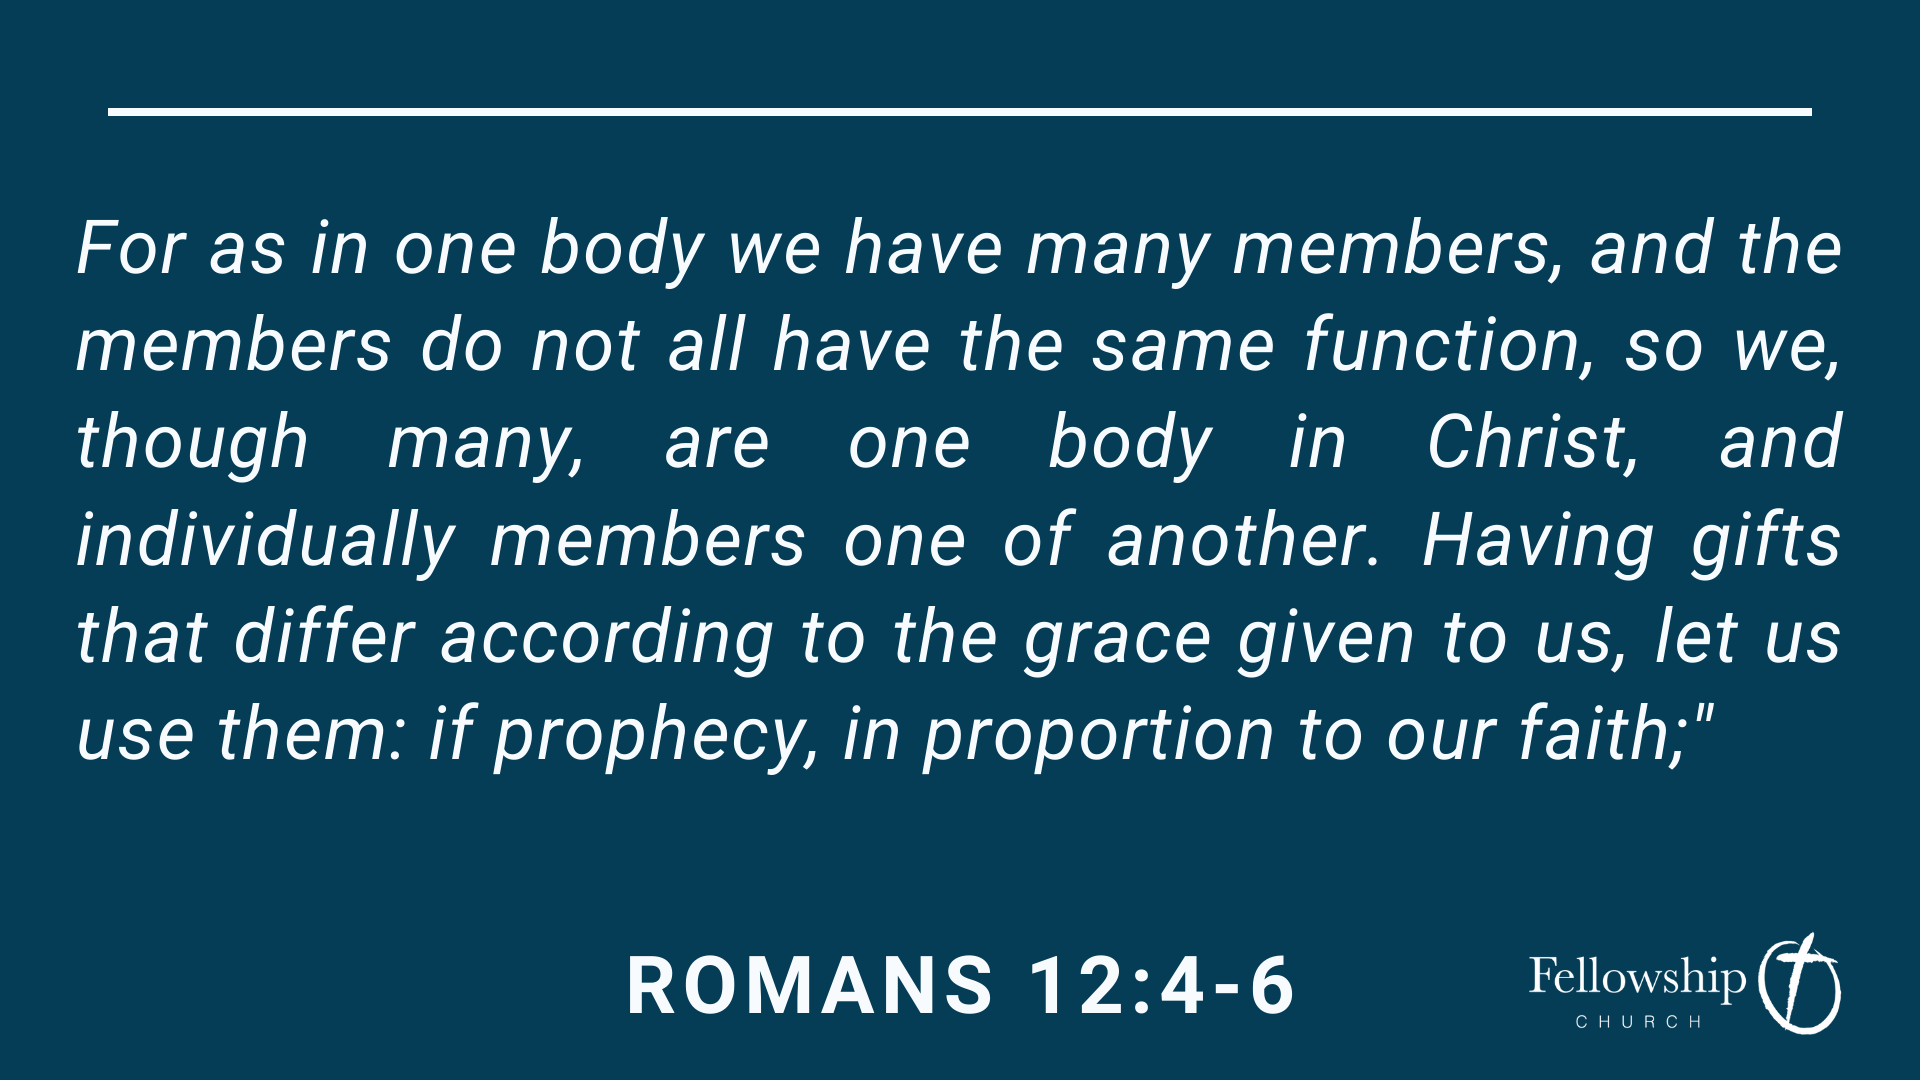 For as in one body we have many members, and the
members do not all have the same function, so we,
though many, are one body in Christ, and
individually members one of another. Having gifts
that differ according to the grace given to us, let us
use them: if prophecy, in proportion to our faith;"
ROMANS 12:4-6
Fellowship
CHURCH